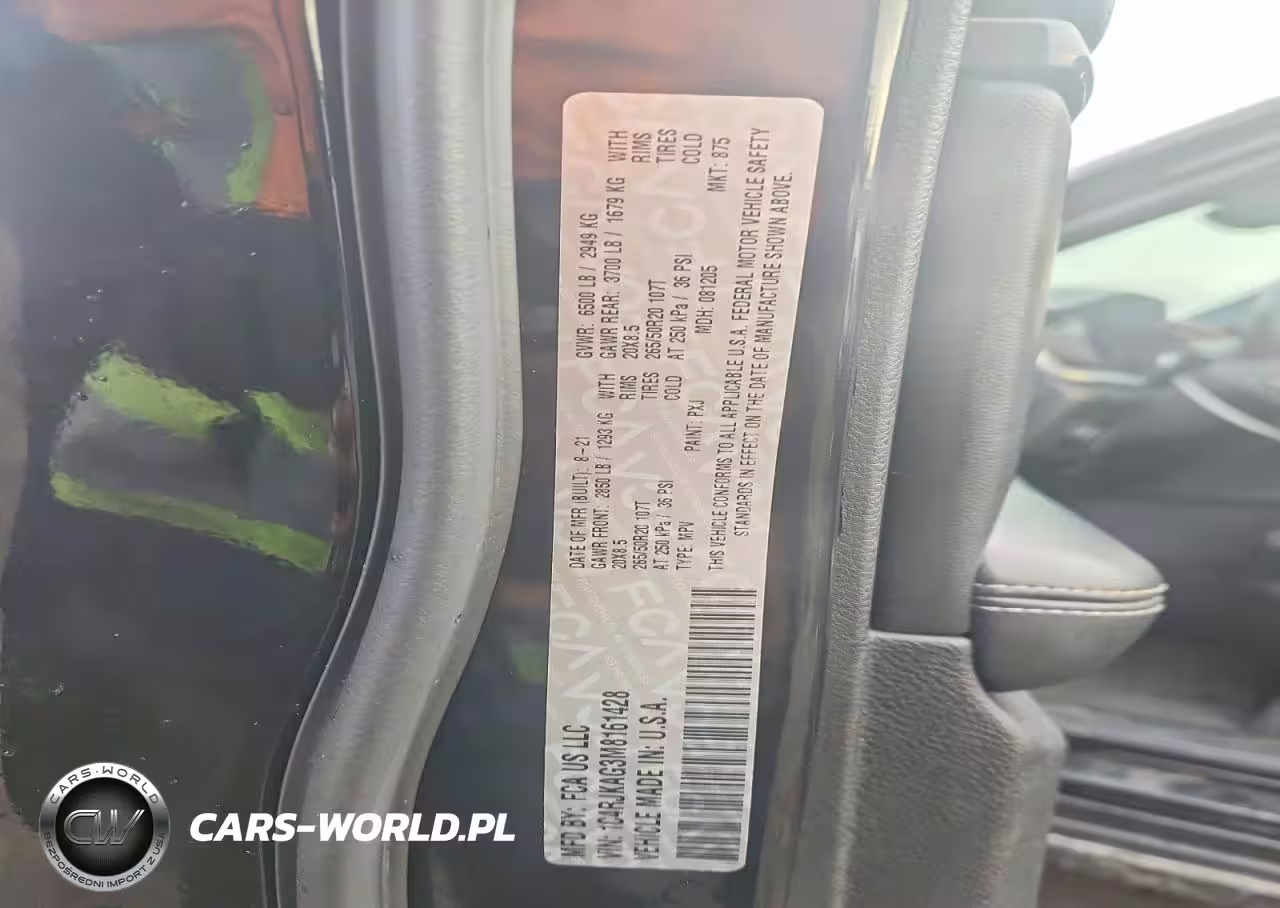 MFD BY: FCA US LLC
VIN: 1C4RJKAG3M8161428
VEHICLE MADE IN: U.S.A.
DATE OF MFR (BUILT): 8-21
GVWR: 6500 LB / 2949 KG
GAWR FRONT: 2850 LB / 1293 KG WITH
GAWR REAR: 3700 LB / 1679 KG WITH
20X8.5 RIMS
20X8.5 RIMS
265/50R20 107T TIRES
265/50R20 107T TIRES
AT 250 kPa / 36 PSI COLD
AT 250 kPa / 36 PSI COLD
TYPE: MPV
PAINT: PXJ
MDH: 081205
MKT: 875
THIS VEHICLE CONFORMS TO ALL APPLICABLE U.S.A. FEDERAL MOTOR VEHICLE SAFETY
STANDARDS IN EFFECT ON THE DATE OF MANUFACTURE SHOWN ABOVE.
CARS-WORLD
CW
BEZPOŚREDNI IMPORT Z USA
CARS-WORLD.PL